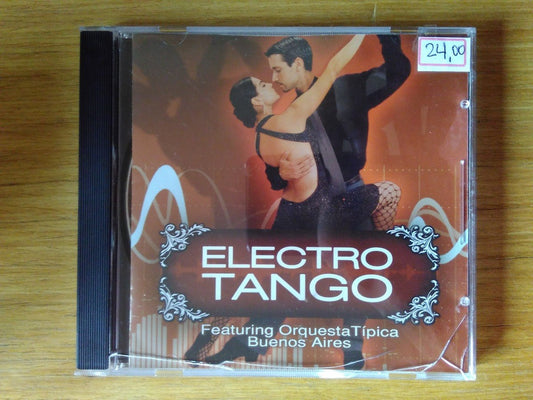 24,00
ELECTRO
TANGO
Featuring OrquestaTípica
Buenos Aires